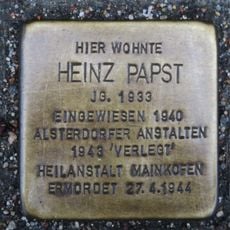 HIER WOHNTE
HEINZ PAPST
JG. 1933
EINGEWIESEN 1940
ALSTERDORFER ANSTALTEN
1943 'VERLEGT'
HEILANSTALT MAINKOFEN
ERMORDET 27.4.1944